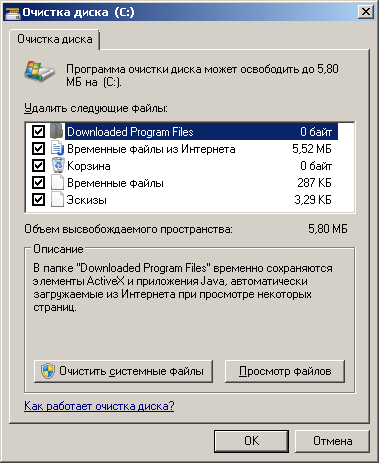 Очистка диска (C:)
Очистка диска
Программа очистки диска может освободить до 5,80
МБ на (C:).
Удалить следующие файлы:
Downloaded Program Files 0 байт
Временные файлы из Интернета 5,52 МБ
Корзина 0 байт
Временные файлы 287 КБ
Эскизы 3,29 КБ
Объем высвобождаемого пространства: 5,80 МБ
Описание
В папке "Downloaded Program Files" временно сохраняются
элементы ActiveX и приложения Java, автоматически
загружаемые из Интернета при просмотре некоторых
страниц.
Очистить системные файлы Просмотр файлов
Как работает очистка диска?
OK Отмена